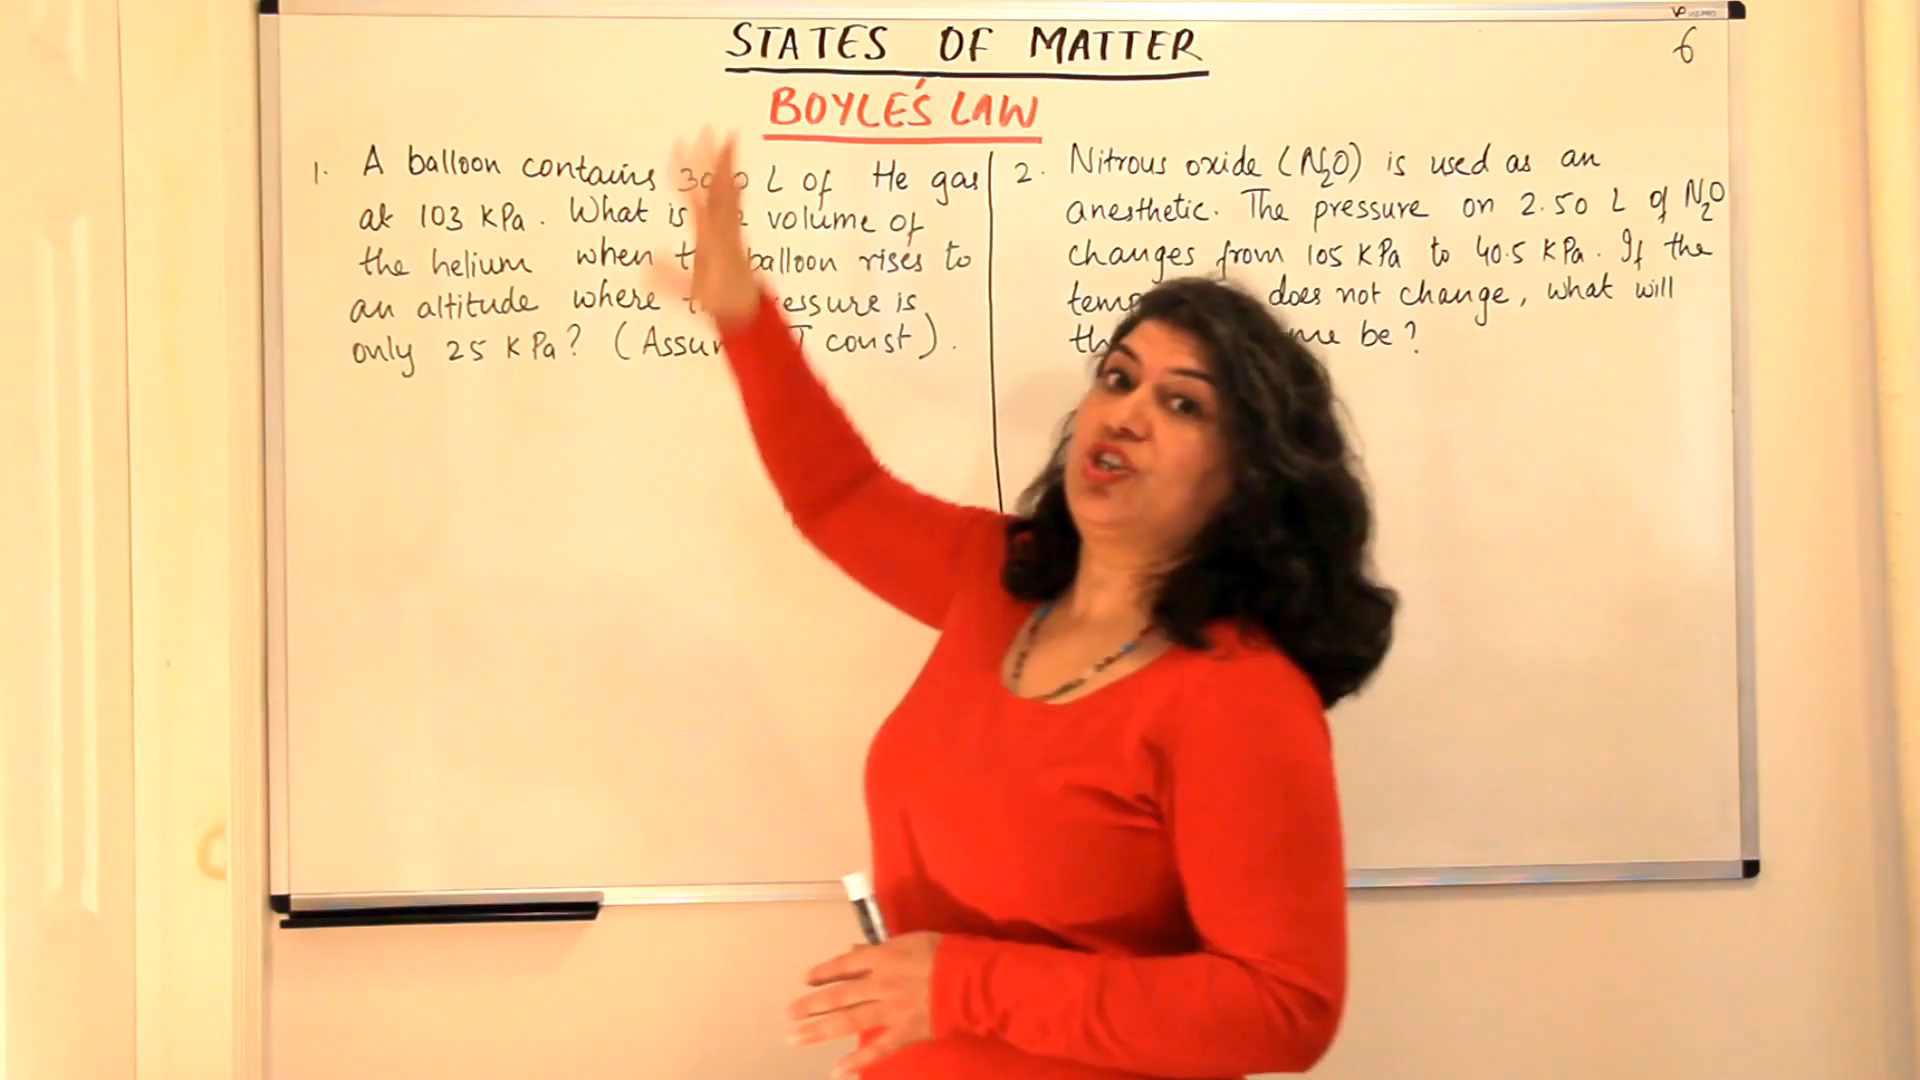 STATES OF MATTER
6
BOYLE'S LAW
1. A balloon contains L of He gas
at 103 KPa. What is volume of
the helium when balloon rises to
an altitude where is
only 25 KPa? ( T const).
2. Nitrous oxide (N2O) is used as an
anesthetic. The pressure on 2.50 L of N2O
changes from 105 KPa to 40.5 KPa. If the
does not change, what will
be?